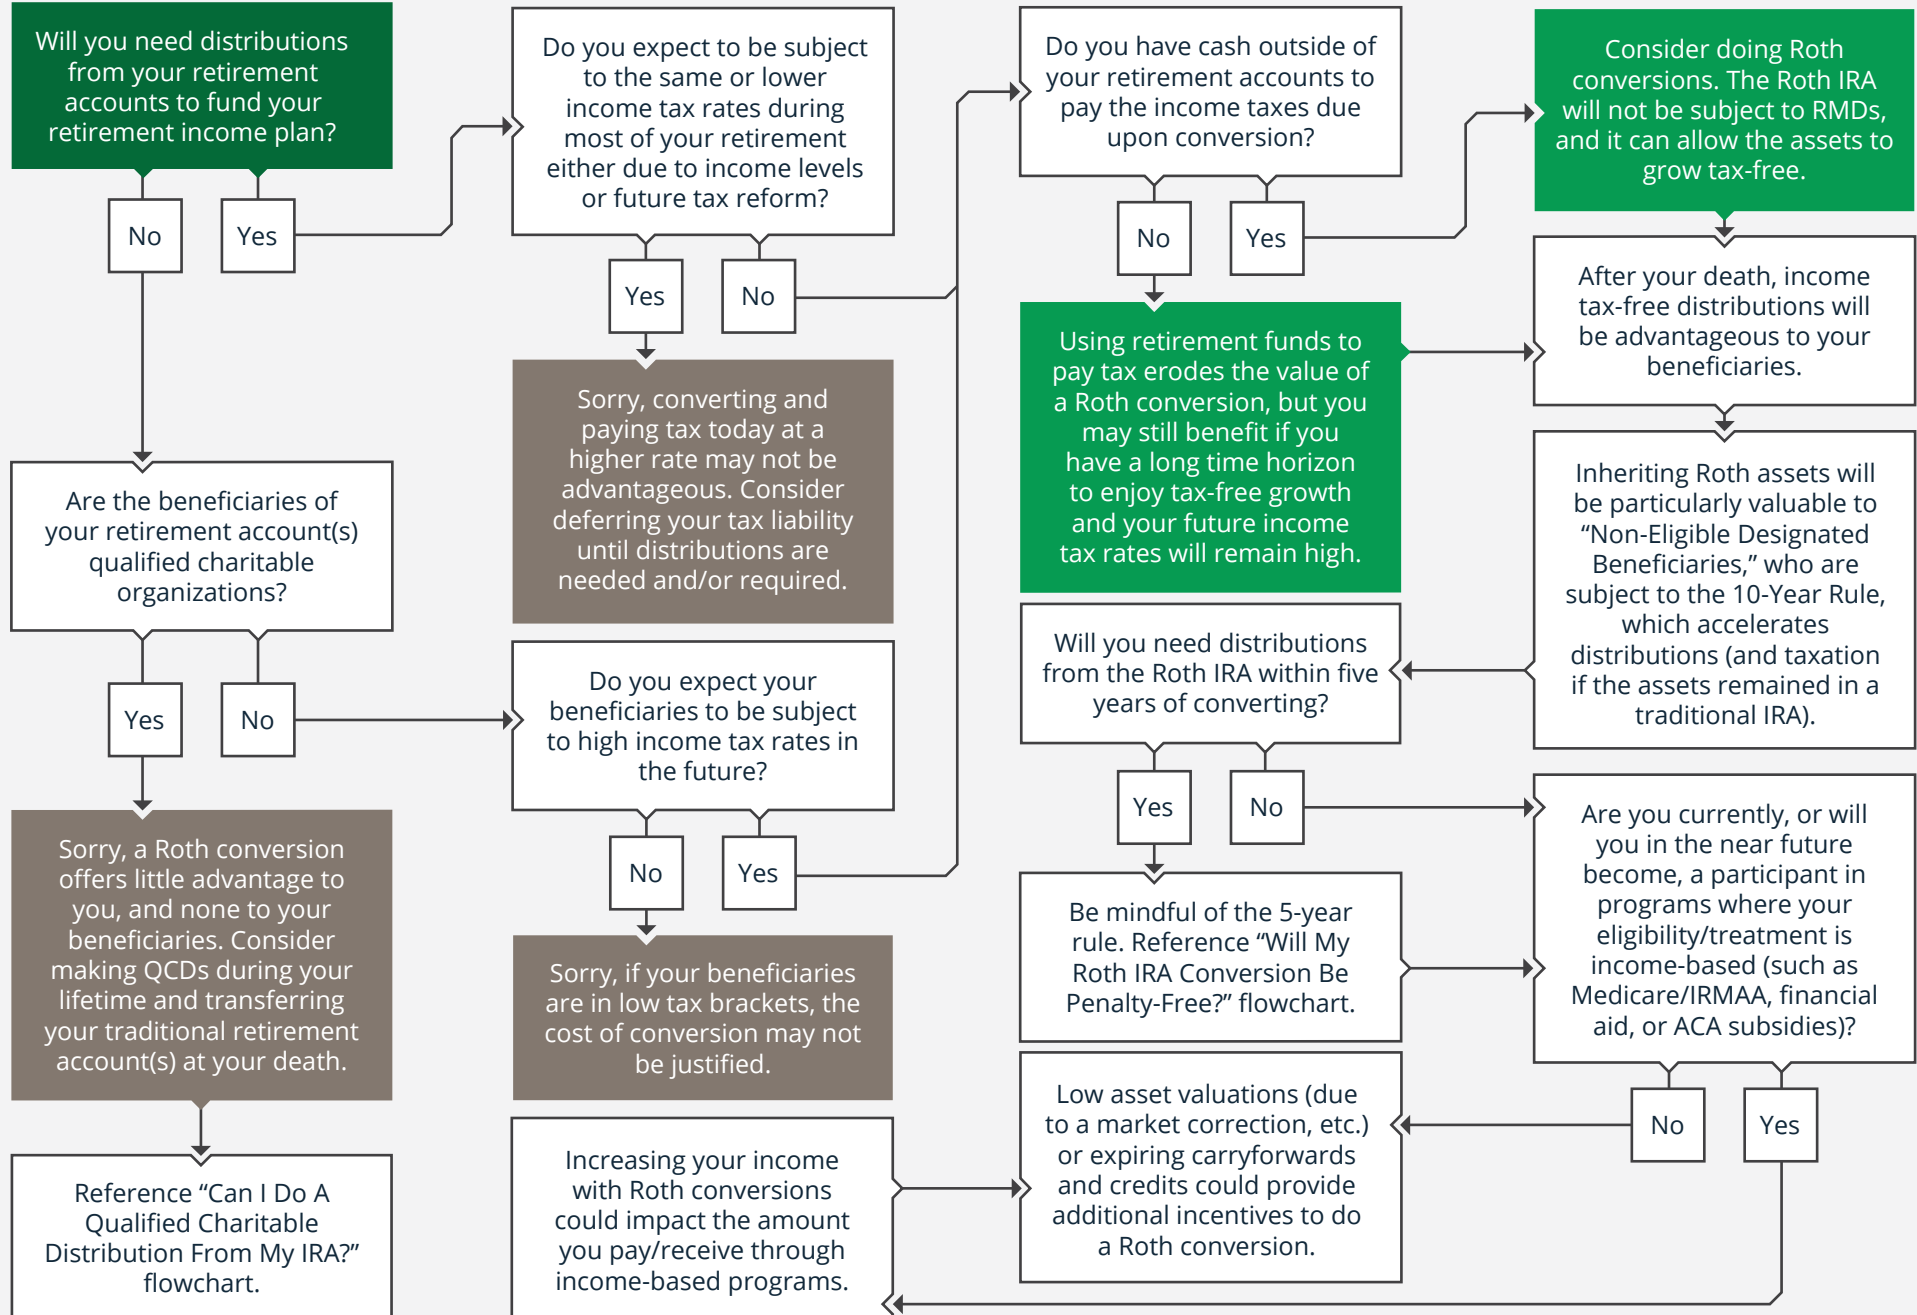 Will you need distributions
from your retirement
accounts to fund your
retirement income plan?
No
Yes
Are the beneficiaries of
your retirement account(s)
qualified charitable
organizations?
Yes
No
Sorry, a Roth conversion
offers little advantage to
you, and none to your
beneficiaries. Consider
making QCDs during your
lifetime and transferring
your traditional retirement
account(s) at your death.
Reference “Can I Do A
Qualified Charitable
Distribution From My IRA?”
flowchart.
Do you expect to be subject
to the same or lower
income tax rates during
most of your retirement
either due to income levels
or future tax reform?
Yes
No
Sorry, converting and
paying tax today at a
higher rate may not be
advantageous. Consider
deferring your tax liability
until distributions are
needed and/or required.
Do you expect your
beneficiaries to be subject
to high income tax rates in
the future?
No
Yes
Sorry, if your beneficiaries
are in low tax brackets, the
cost of conversion may not
be justified.
Increasing your income
with Roth conversions
could impact the amount
you pay/receive through
income-based programs.
Do you have cash outside of
your retirement accounts to
pay the income taxes due
upon conversion?
No
Yes
Using retirement funds to
pay tax erodes the value of
a Roth conversion, but you
may still benefit if you
have a long time horizon
to enjoy tax-free growth
and your future income
tax rates will remain high.
Will you need distributions
from the Roth IRA within five
years of converting?
Yes
No
Be mindful of the 5-year
rule. Reference “Will My
Roth IRA Conversion Be
Penalty-Free?” flowchart.
Low asset valuations (due
to a market correction, etc.)
or expiring carryforwards
and credits could provide
additional incentives to do
a Roth conversion.
Consider doing Roth
conversions. The Roth IRA
will not be subject to RMDs,
and it can allow the assets to
grow tax-free.
After your death, income
tax-free distributions will
be advantageous to your
beneficiaries.
Inheriting Roth assets will
be particularly valuable to
“Non-Eligible Designated
Beneficiaries,” who are
subject to the 10-Year Rule,
which accelerates
distributions (and taxation
if the assets remained in a
traditional IRA).
Are you currently, or will
you in the near future
become, a participant in
programs where your
eligibility/treatment is
income-based (such as
Medicare/IRMAA, financial
aid, or ACA subsidies)?
No
Yes